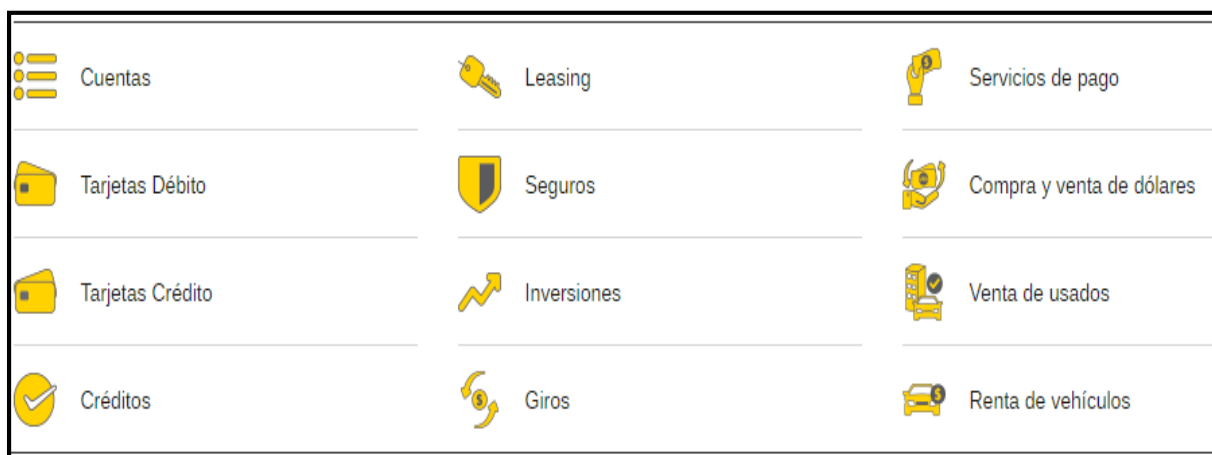 Cuentas
Leasing
Servicios de pago
Tarjetas Débito
Seguros
Compra y venta de dólares
Tarjetas Crédito
Inversiones
Venta de usados
Créditos
Giros
Renta de vehículos